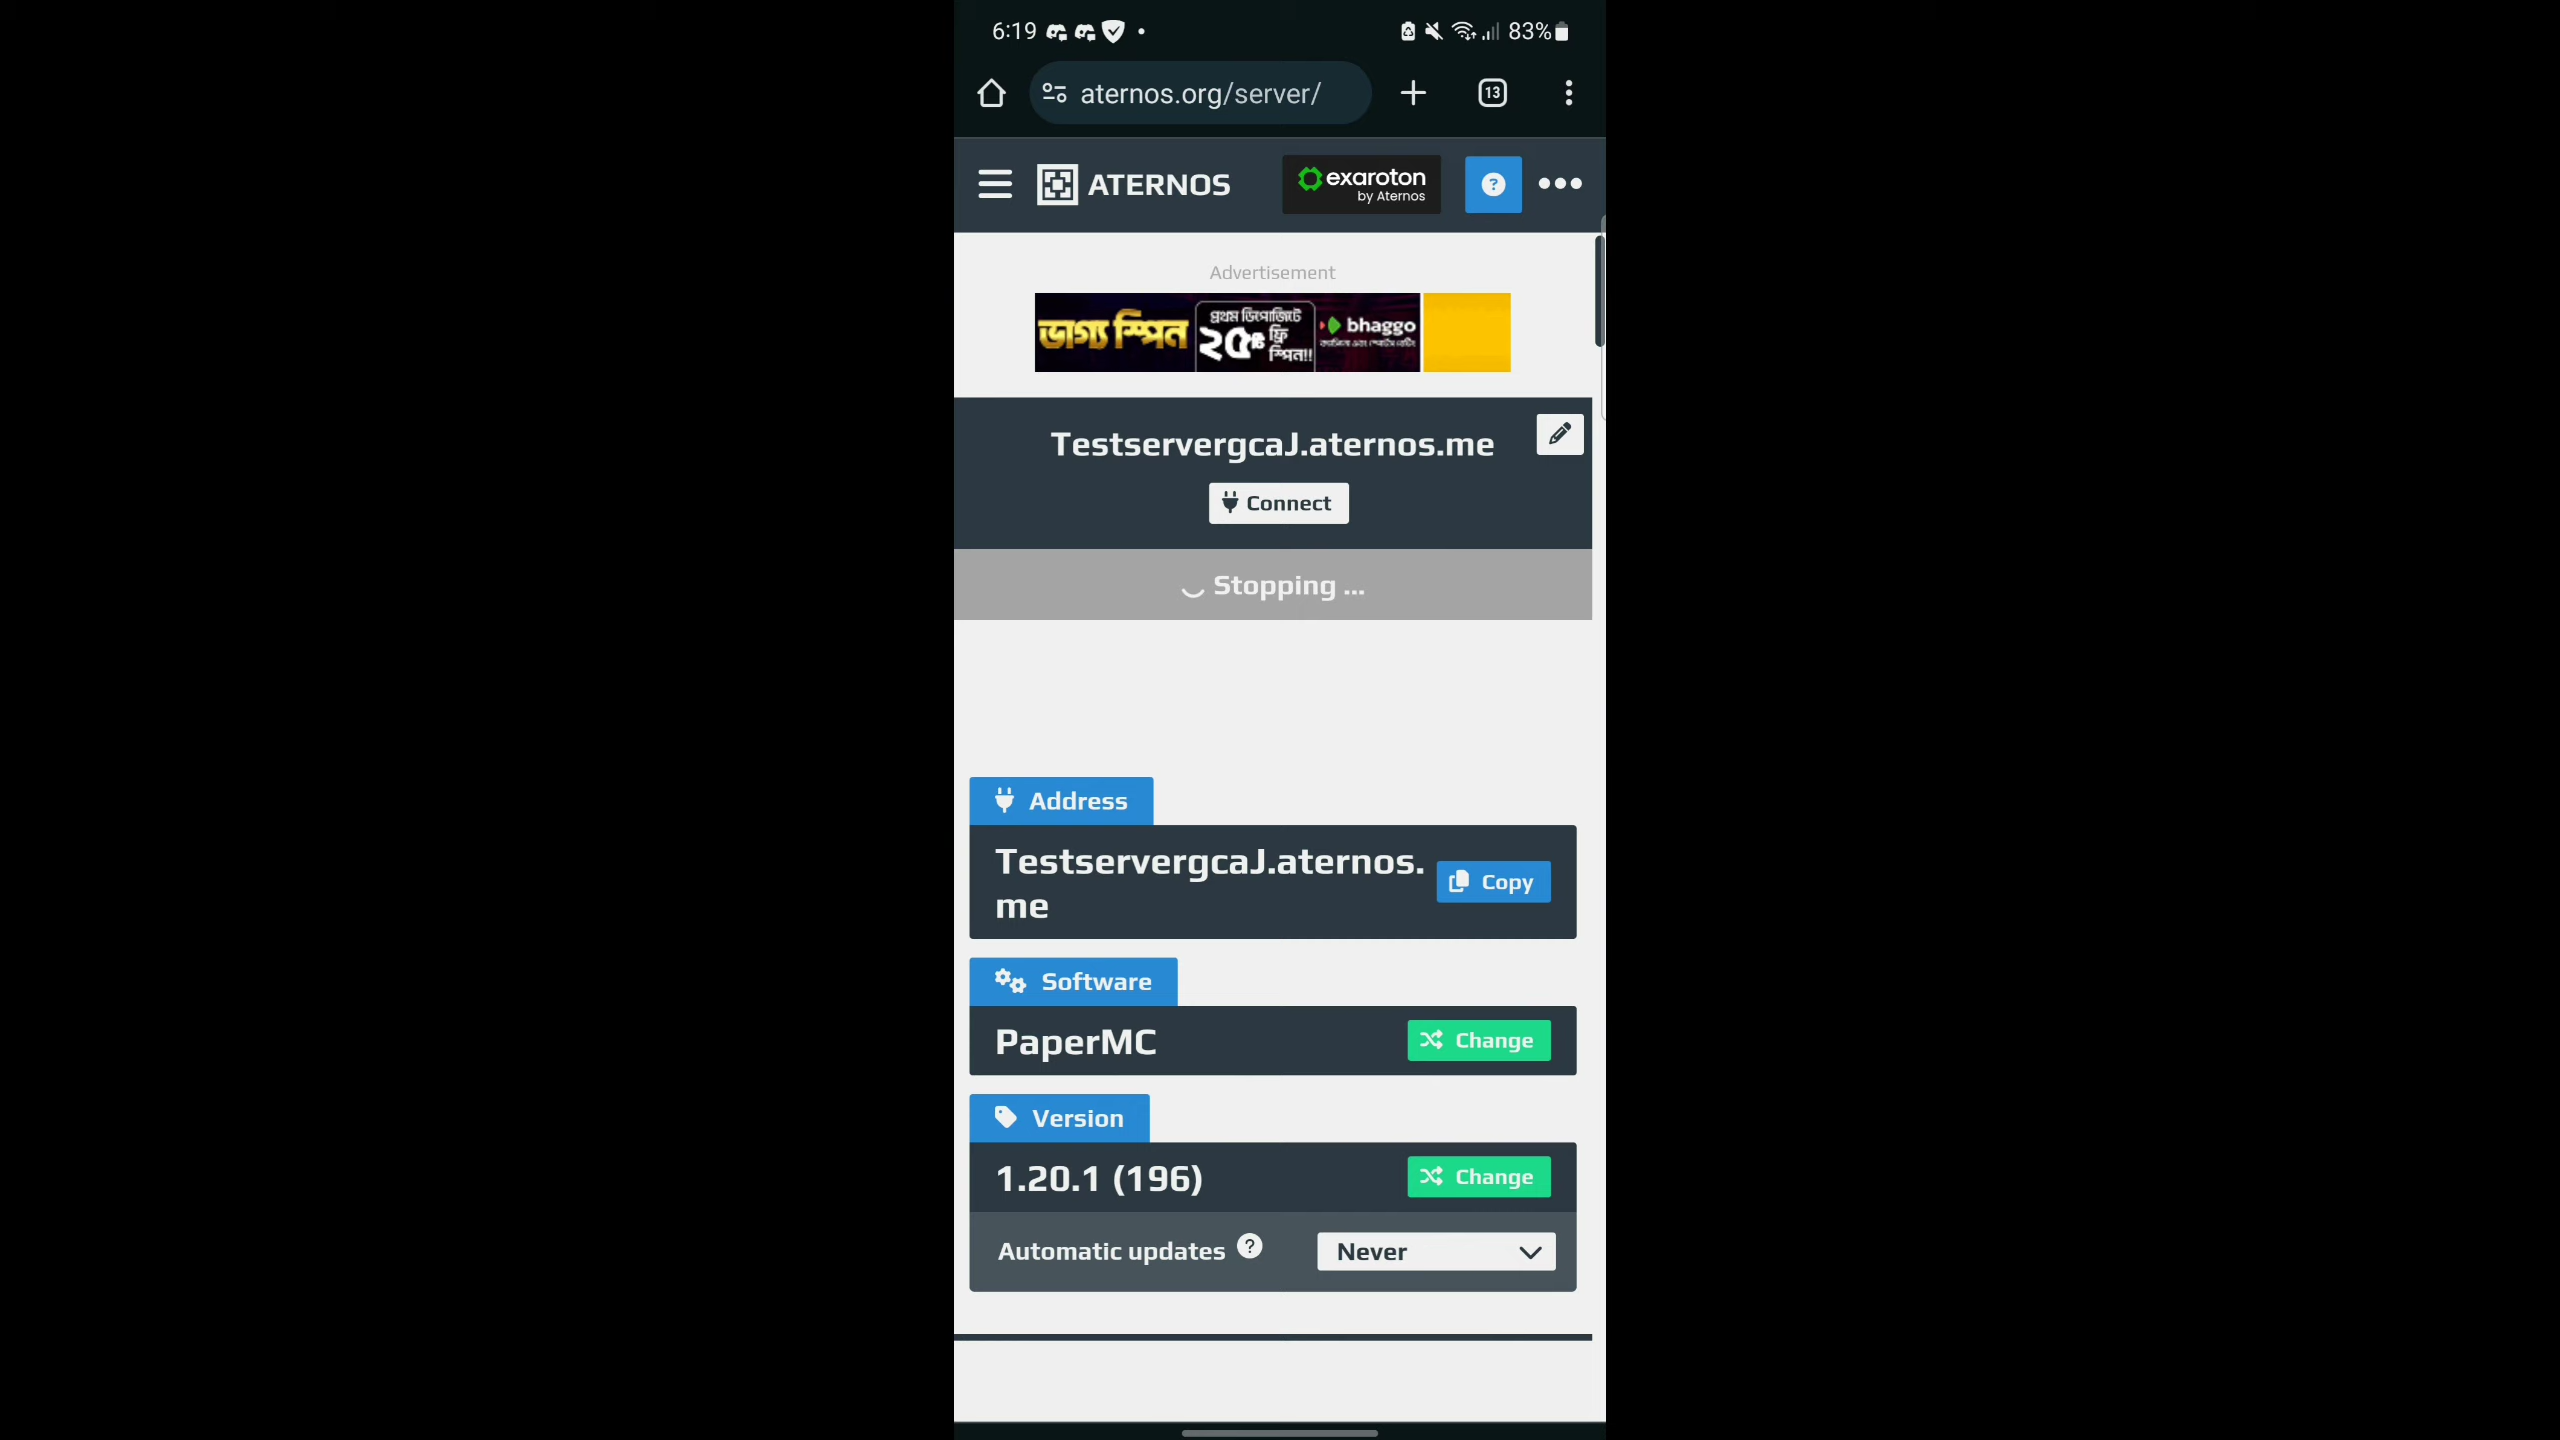 6:19
83%
aternos.org/server/
13
ATERNOS
exaroton
by Aternos
?
Advertisement
ভাগ্য স্পিন
প্রথম ডিপোজিটে
২৫টি ফ্রি
স্পিন!!
bhaggo
TestservergcaJ.aternos.me
Connect
Stopping ...
Address
TestservergcaJ.aternos.
me
Copy
Software
PaperMC
Change
Version
1.20.1 (196)
Change
Automatic updates ?
Never